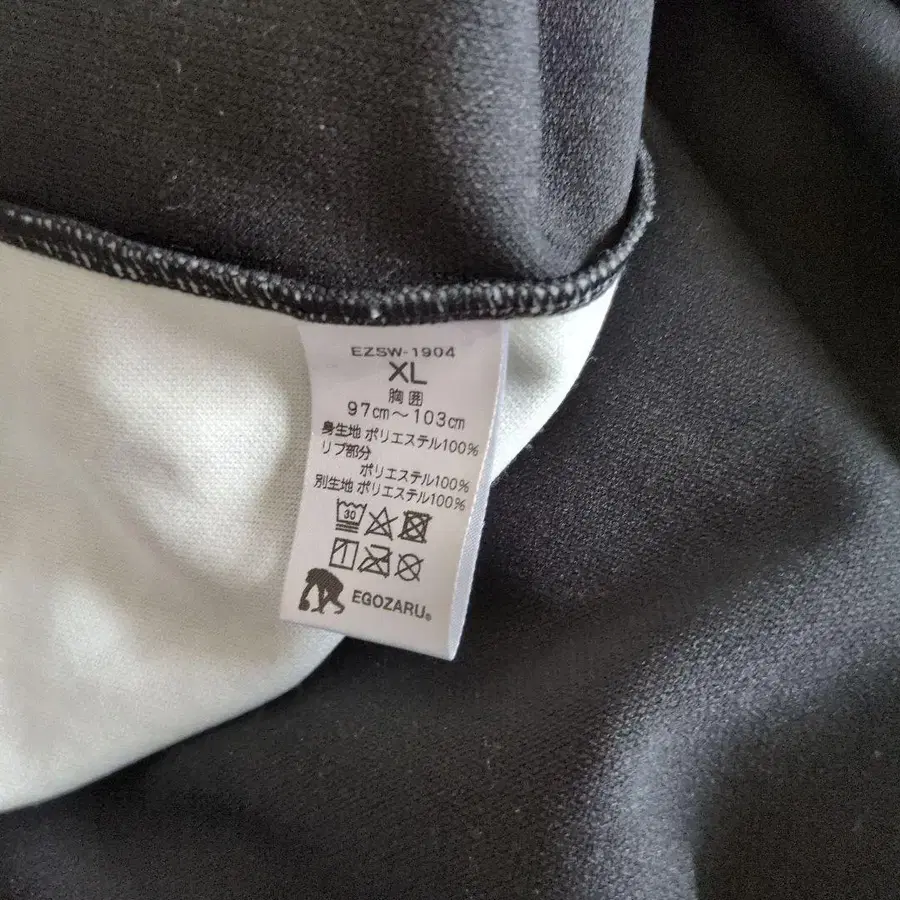 EZSW-1904
XL
胸囲
97㎝〜103㎝
身生地 ポリエステル100%
リブ部分
ポリエステル100%
別生地 ポリエステル100%
30
EGOZARU®